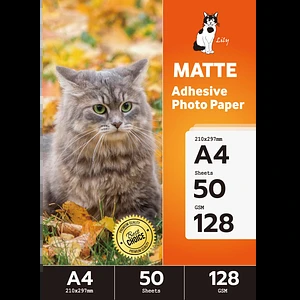 Lily
MATTE
Adhesive
Photo Paper
210x297mm
A4
Sheets
50
GSM
128
Best
CHOICE
A4
210x297mm
50
Sheets
128
GSM